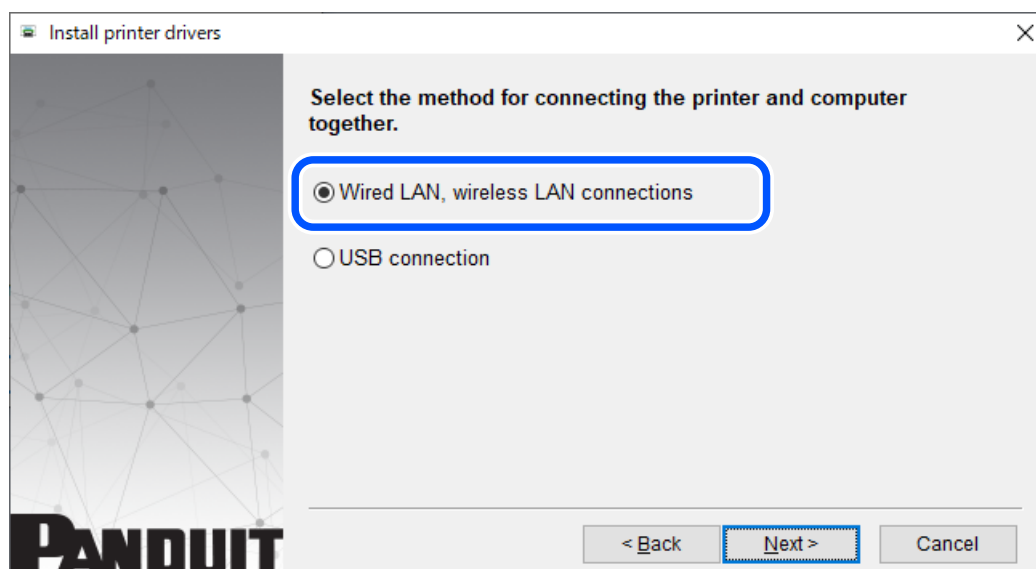 Install printer drivers
Select the method for connecting the printer and computer
together.
Wired LAN, wireless LAN connections
USB connection
PANDUIT
< Back
Next >
Cancel